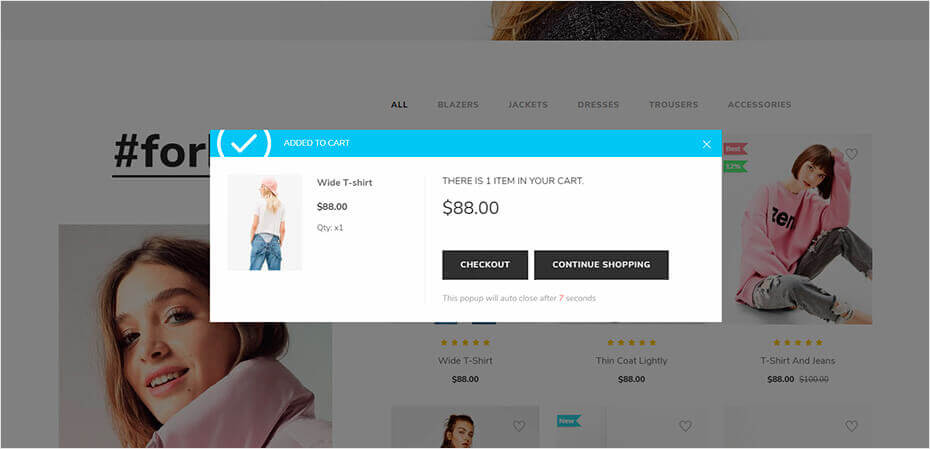 ALL BLAZERS JACKETS DRESSES TROUSERS ACCESSORIES
#for
ADDED TO CART
Wide T-shirt
$88.00
Qty: x1
THERE IS 1 ITEM IN YOUR CART.
$88.00
CHECKOUT CONTINUE SHOPPING
This popup will auto close after 7 seconds
Best
12%
zen
Wide T-Shirt
$88.00
Thin Coat Lightly
$88.00
T-Shirt And Jeans
$88.00 $100.00
New